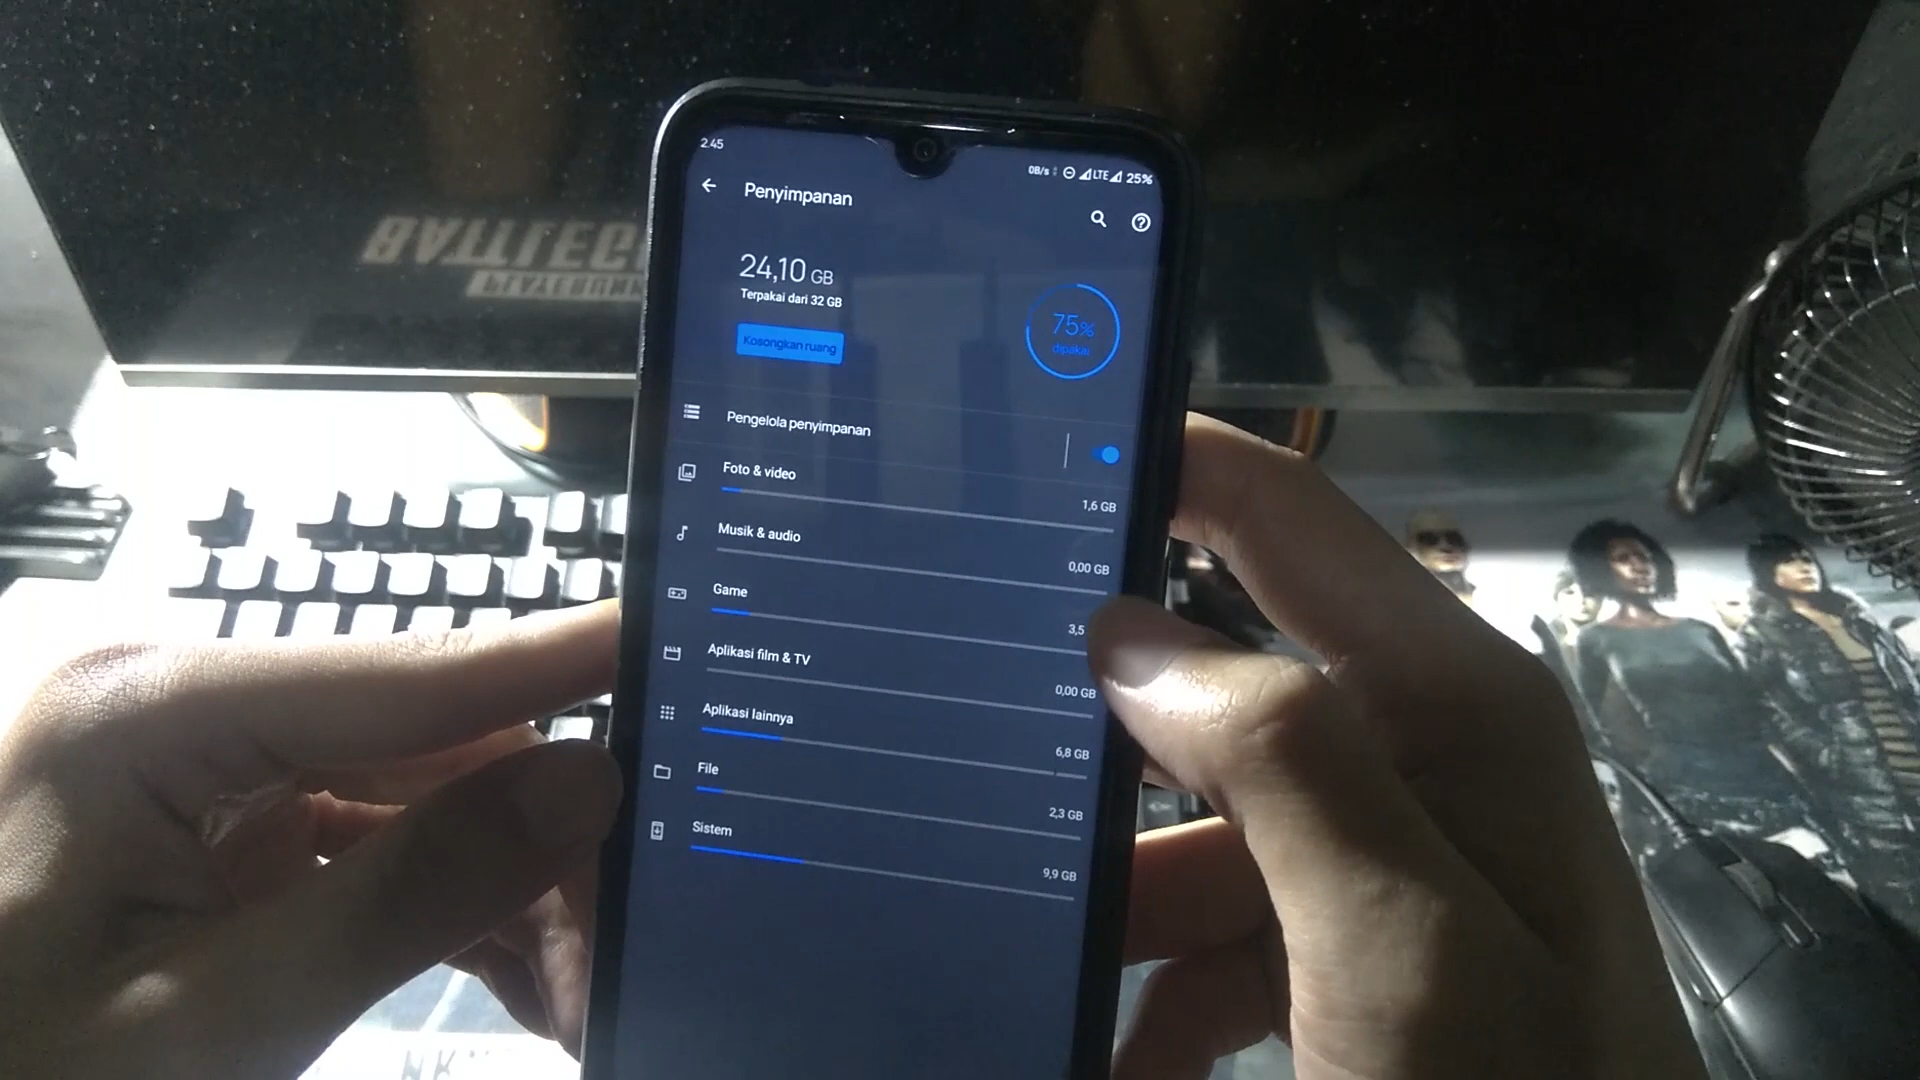 2.45
0B/s LTE 25%
Penyimpanan
24,10 GB
Terpakai dari 32 GB
75%
dipakai
Kosongkan ruang
Pengelola penyimpanan
Foto & video
1,6 GB
Musik & audio
0,00 GB
Game
3,5
Aplikasi film & TV
0,00 GB
Aplikasi lainnya
6,8 GB
File
2,3 GB
Sistem
9,9 GB